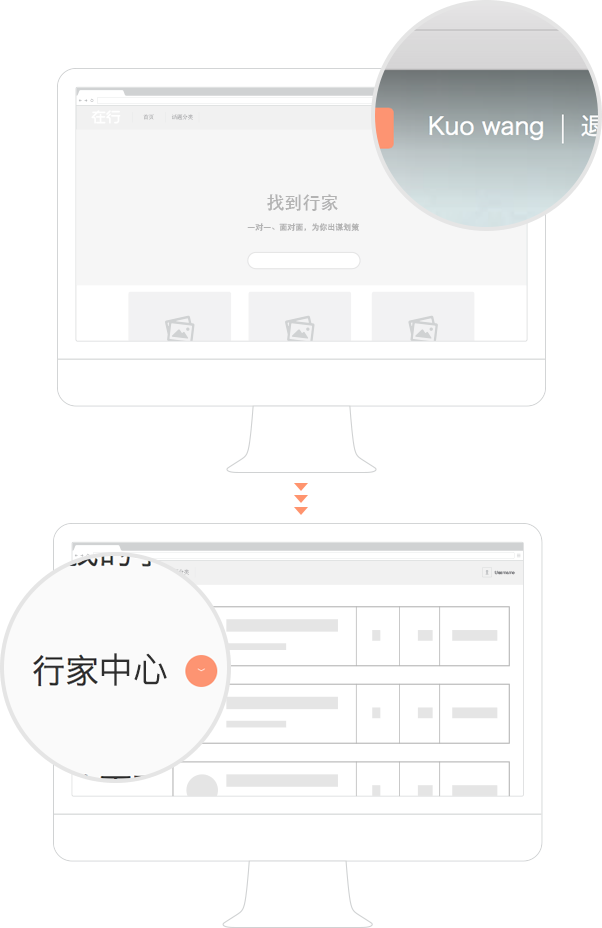 在行 首页 话题分类
Kuo wang | 退
找到行家
一对一、面对面，为你出谋划策
分类
Username
行家中心